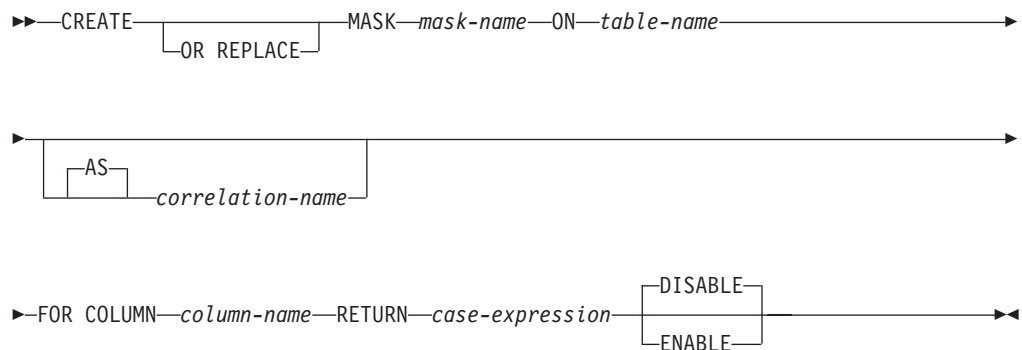 CREATE MASK mask-name ON table-name
OR REPLACE
AS
correlation-name
DISABLE
FOR COLUMN column-name RETURN case-expression
ENABLE